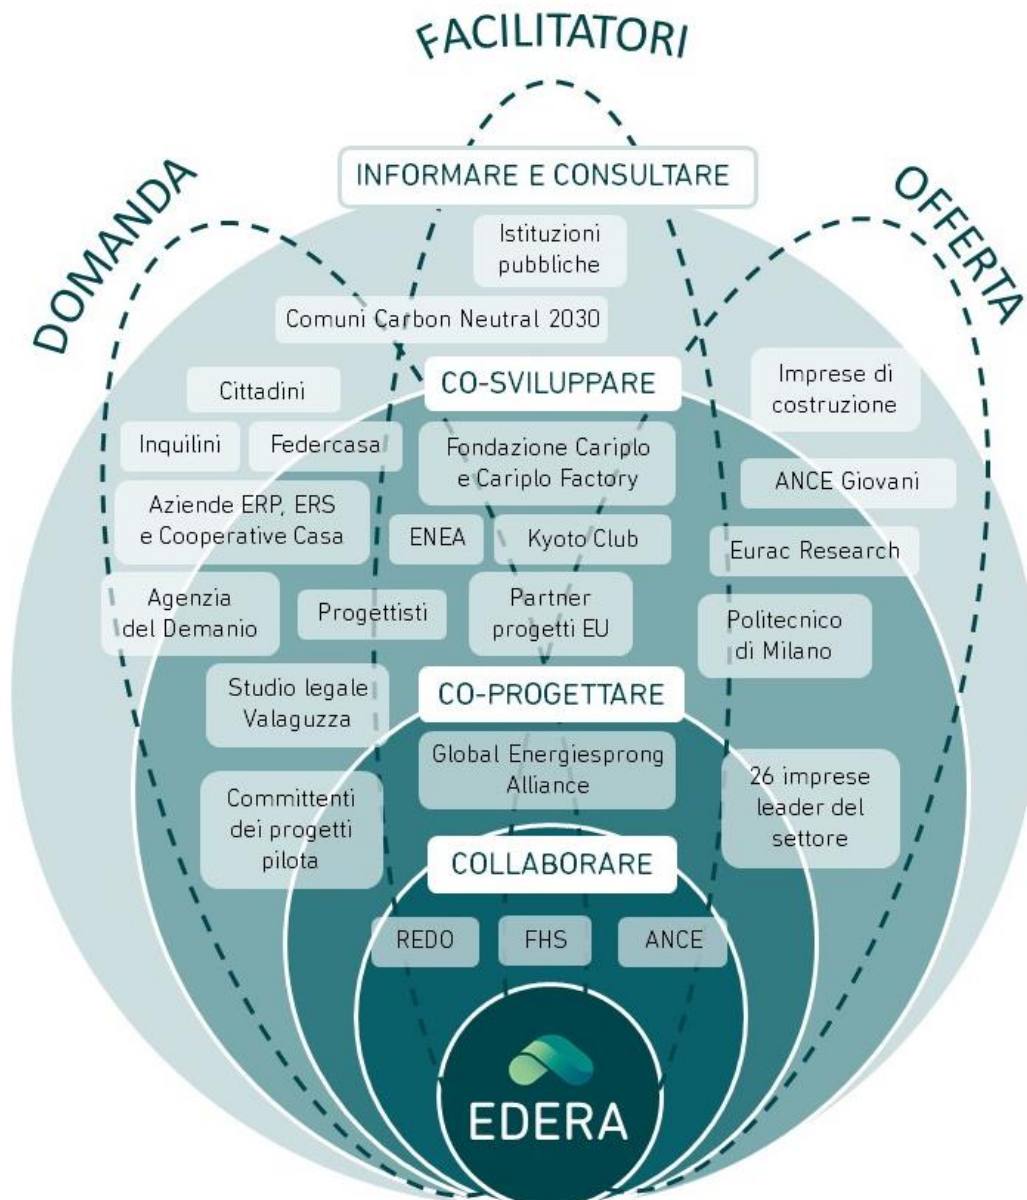 FACILITATORI
DOMANDA
OFFERTA
INFORMARE E CONSULTARE
Istituzioni
pubbliche
Comuni Carbon Neutral 2030
CO-SVILUPPARE
Imprese di
costruzione
Cittadini
Inquilini
Federcasa
Fondazione Cariplo
e Cariplo Factory
ANCE Giovani
Aziende ERP, ERS
e Cooperative Casa
ENEA
Kyoto Club
Eurac Research
Agenzia
del Demanio
Progettisti
Partner
progetti EU
Politecnico
di Milano
Studio legale
Valaguzza
CO-PROGETTARE
Global Energiesprong
Alliance
Committenti
dei progetti
pilota
26 imprese
leader del
settore
COLLABORARE
REDO
FHS
ANCE
EDERA